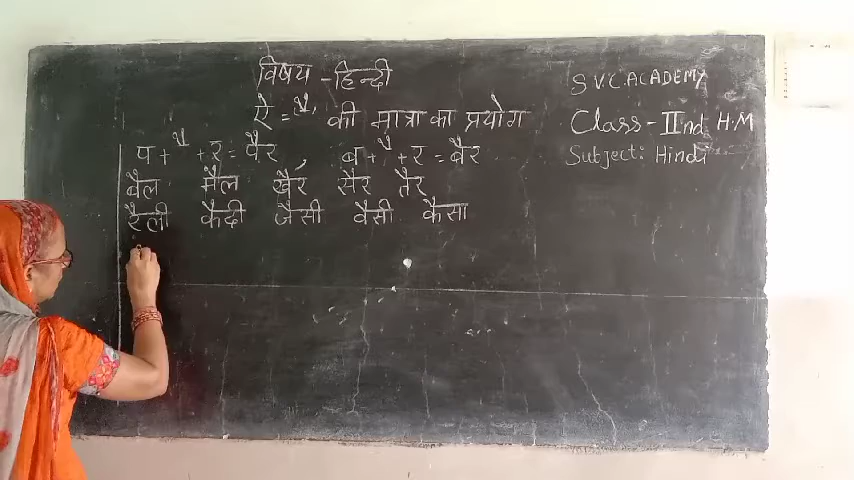 विषय - हिन्दी
ऐ = ै, की मात्रा का प्रयोग
प + ै + र = पैर, ब + ै + र = बैर
बैल मैल खैर सैर तैर
रैली कैदी जैसी वैसी कैसा
S.V.C. ACADEMY
Class - IInd H.M
Subject: Hindi